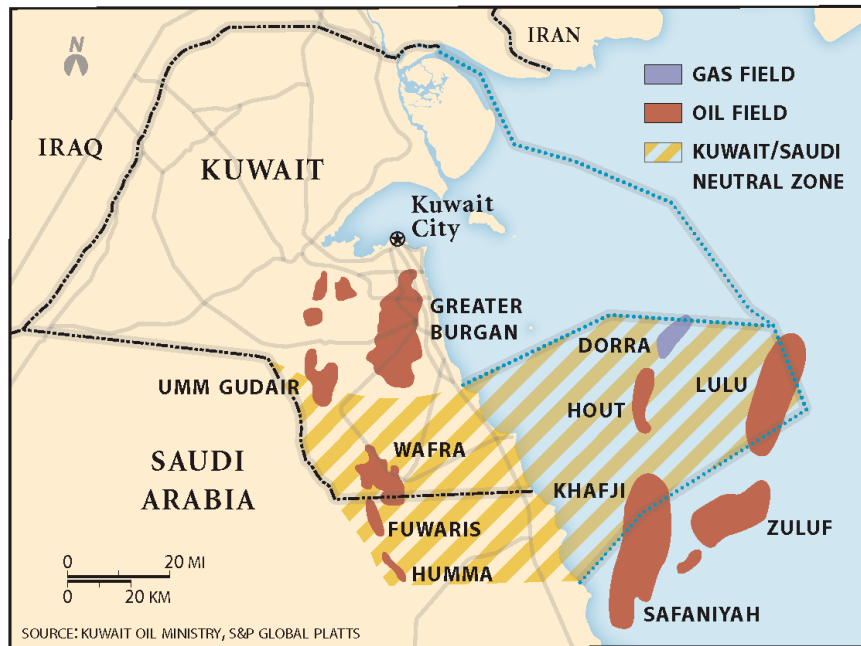 N
IRAN
GAS FIELD
OIL FIELD
KUWAIT/SAUDI
NEUTRAL ZONE
IRAQ
KUWAIT
Kuwait
City
GREATER
BURGAN
DORRA
UMM GUDAIR
LULU
HOUT
WAFRA
SAUDI
ARABIA
KHAFJI
FUWARIS
ZULUF
HUMMA
SAFANIYAH
0 20 MI
0 20 KM
SOURCE: KUWAIT OIL MINISTRY, S&P GLOBAL PLATTS